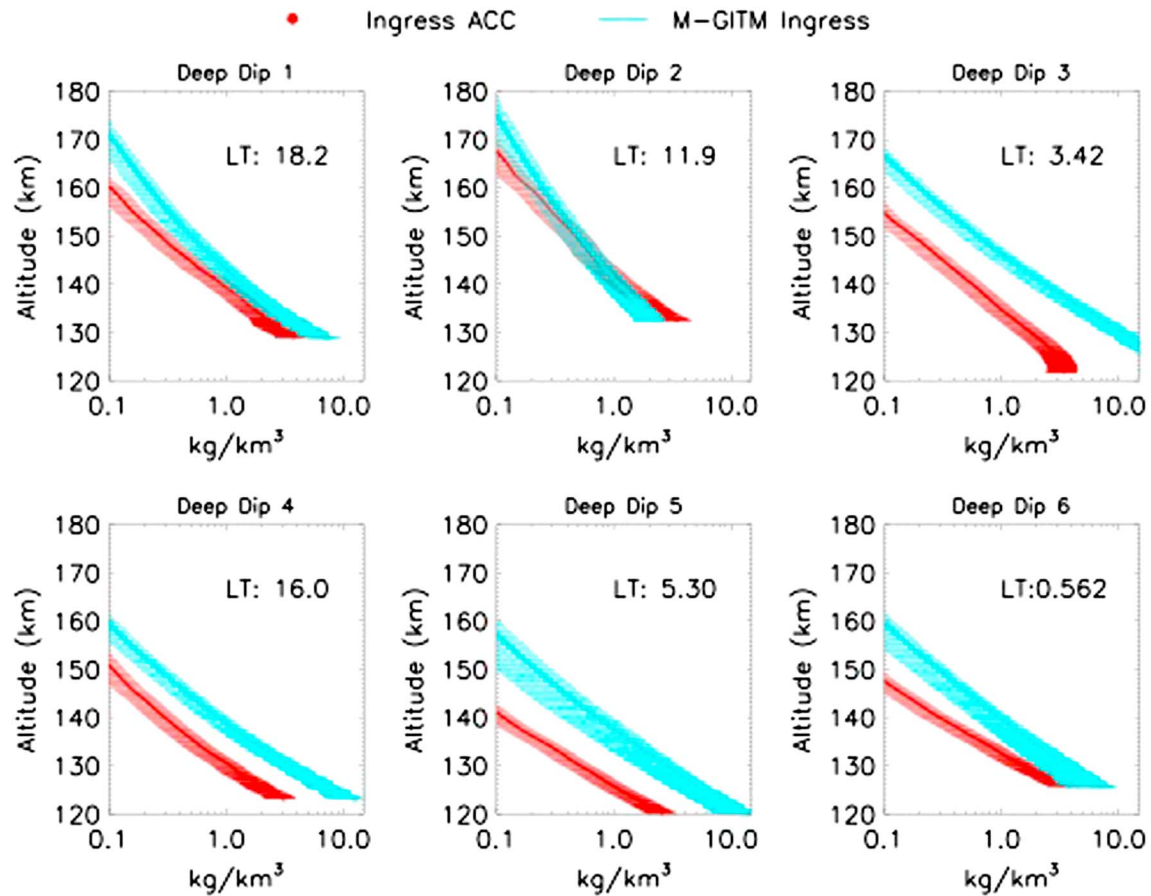 Ingress ACC M-GITM Ingress
Deep Dip 1 Deep Dip 2 Deep Dip 3
180 180 180
170 170 170
LT: 18.2 LT: 11.9 LT: 3.42
160 160 160
150 150 150
140 140 140
130 130 130
120 120 120
Altitude (km) Altitude (km) Altitude (km)
0.1 1.0 10.0 0.1 1.0 10.0 0.1 1.0 10.0
kg/km³ kg/km³ kg/km³
Deep Dip 4 Deep Dip 5 Deep Dip 6
180 180 180
170 170 170
LT: 16.0 LT: 5.30 LT:0.562
160 160 160
150 150 150
140 140 140
130 130 130
120 120 120
Altitude (km) Altitude (km) Altitude (km)
0.1 1.0 10.0 0.1 1.0 10.0 0.1 1.0 10.0
kg/km³ kg/km³ kg/km³